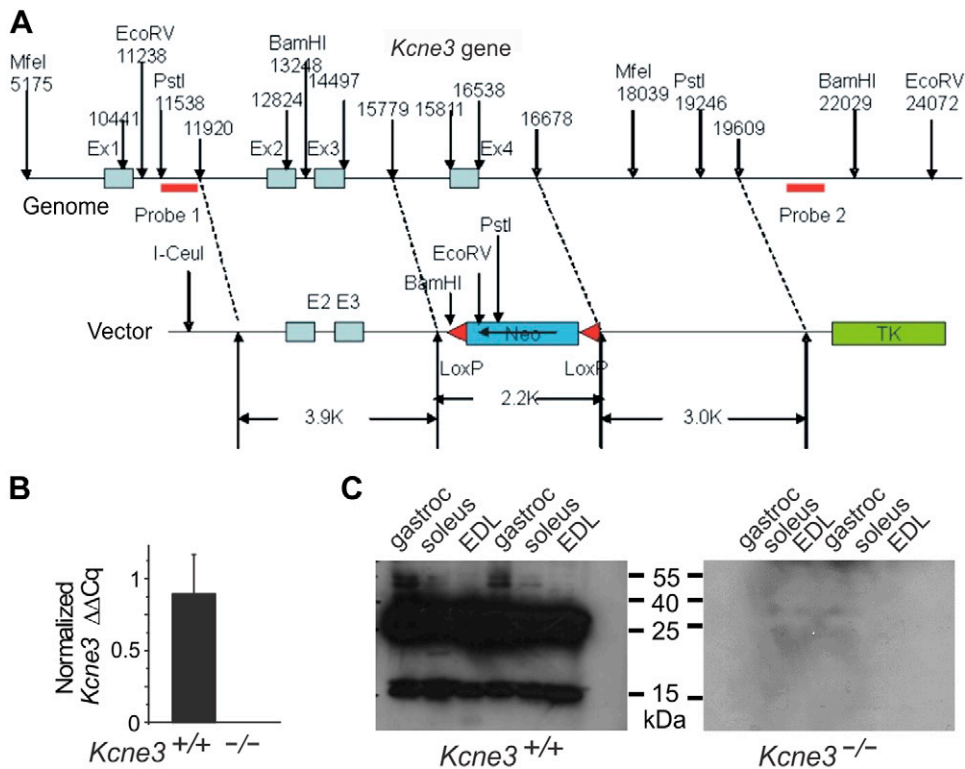 A
Kcne3 gene
MfeI
5175
EcoRV
11238
PstI
11538
BamHI
13248
14497
12824
10441
11920
15779
15811
16538
16678
MfeI
18039
PstI
19246
19609
BamHI
22029
EcoRV
24072
Ex1
Ex2
Ex3
Ex4
Genome
Probe 1
Probe 2
I-CeuI
PstI
EcoRV
BamHI
E2 E3
Vector
Neo
TK
LoxP
LoxP
2.2K
3.9K
3.0K
B
Normalized
Kcne3 ΔΔCq
1
0.5
0
Kcne3 +/+ −/−
C
gastroc
soleus
EDL
gastroc
soleus
EDL
gastroc
soleus
EDL
gastroc
soleus
EDL
55
40
25
15
kDa
Kcne3 +/+
Kcne3 −/−